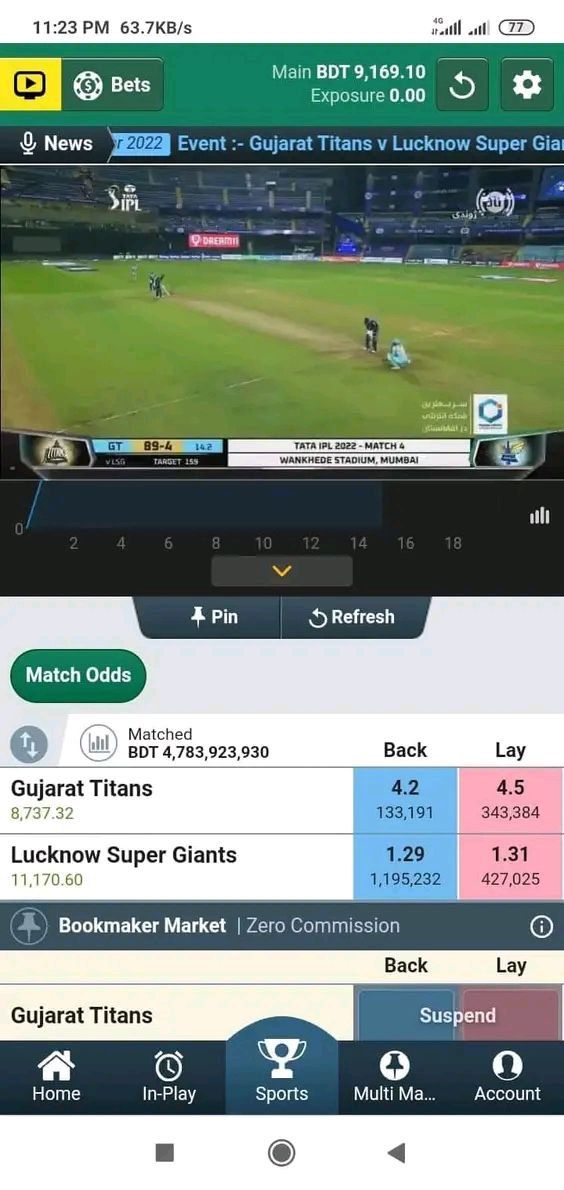 11:23 PM 63.7KB/s 4G 77
Bets Main BDT 9,169.10
Exposure 0.00
News r 2022 Event :- Gujarat Titans v Lucknow Super Gia
TATA
IPL
DREAM11
GT 89-4 14.2 TATA IPL 2022 - MATCH 4
v LSG TARGET 159 WANKHEDE STADIUM, MUMBAI
0
2 4 6 8 10 12 14 16 18
Pin Refresh
Match Odds
Matched
BDT 4,783,923,930 Back Lay
Gujarat Titans 4.2 4.5
8,737.32 133,191 343,384
Lucknow Super Giants 1.29 1.31
11,170.60 1,195,232 427,025
Bookmaker Market | Zero Commission
Back Lay
Gujarat Titans Suspend
Home In-Play Sports Multi Ma... Account